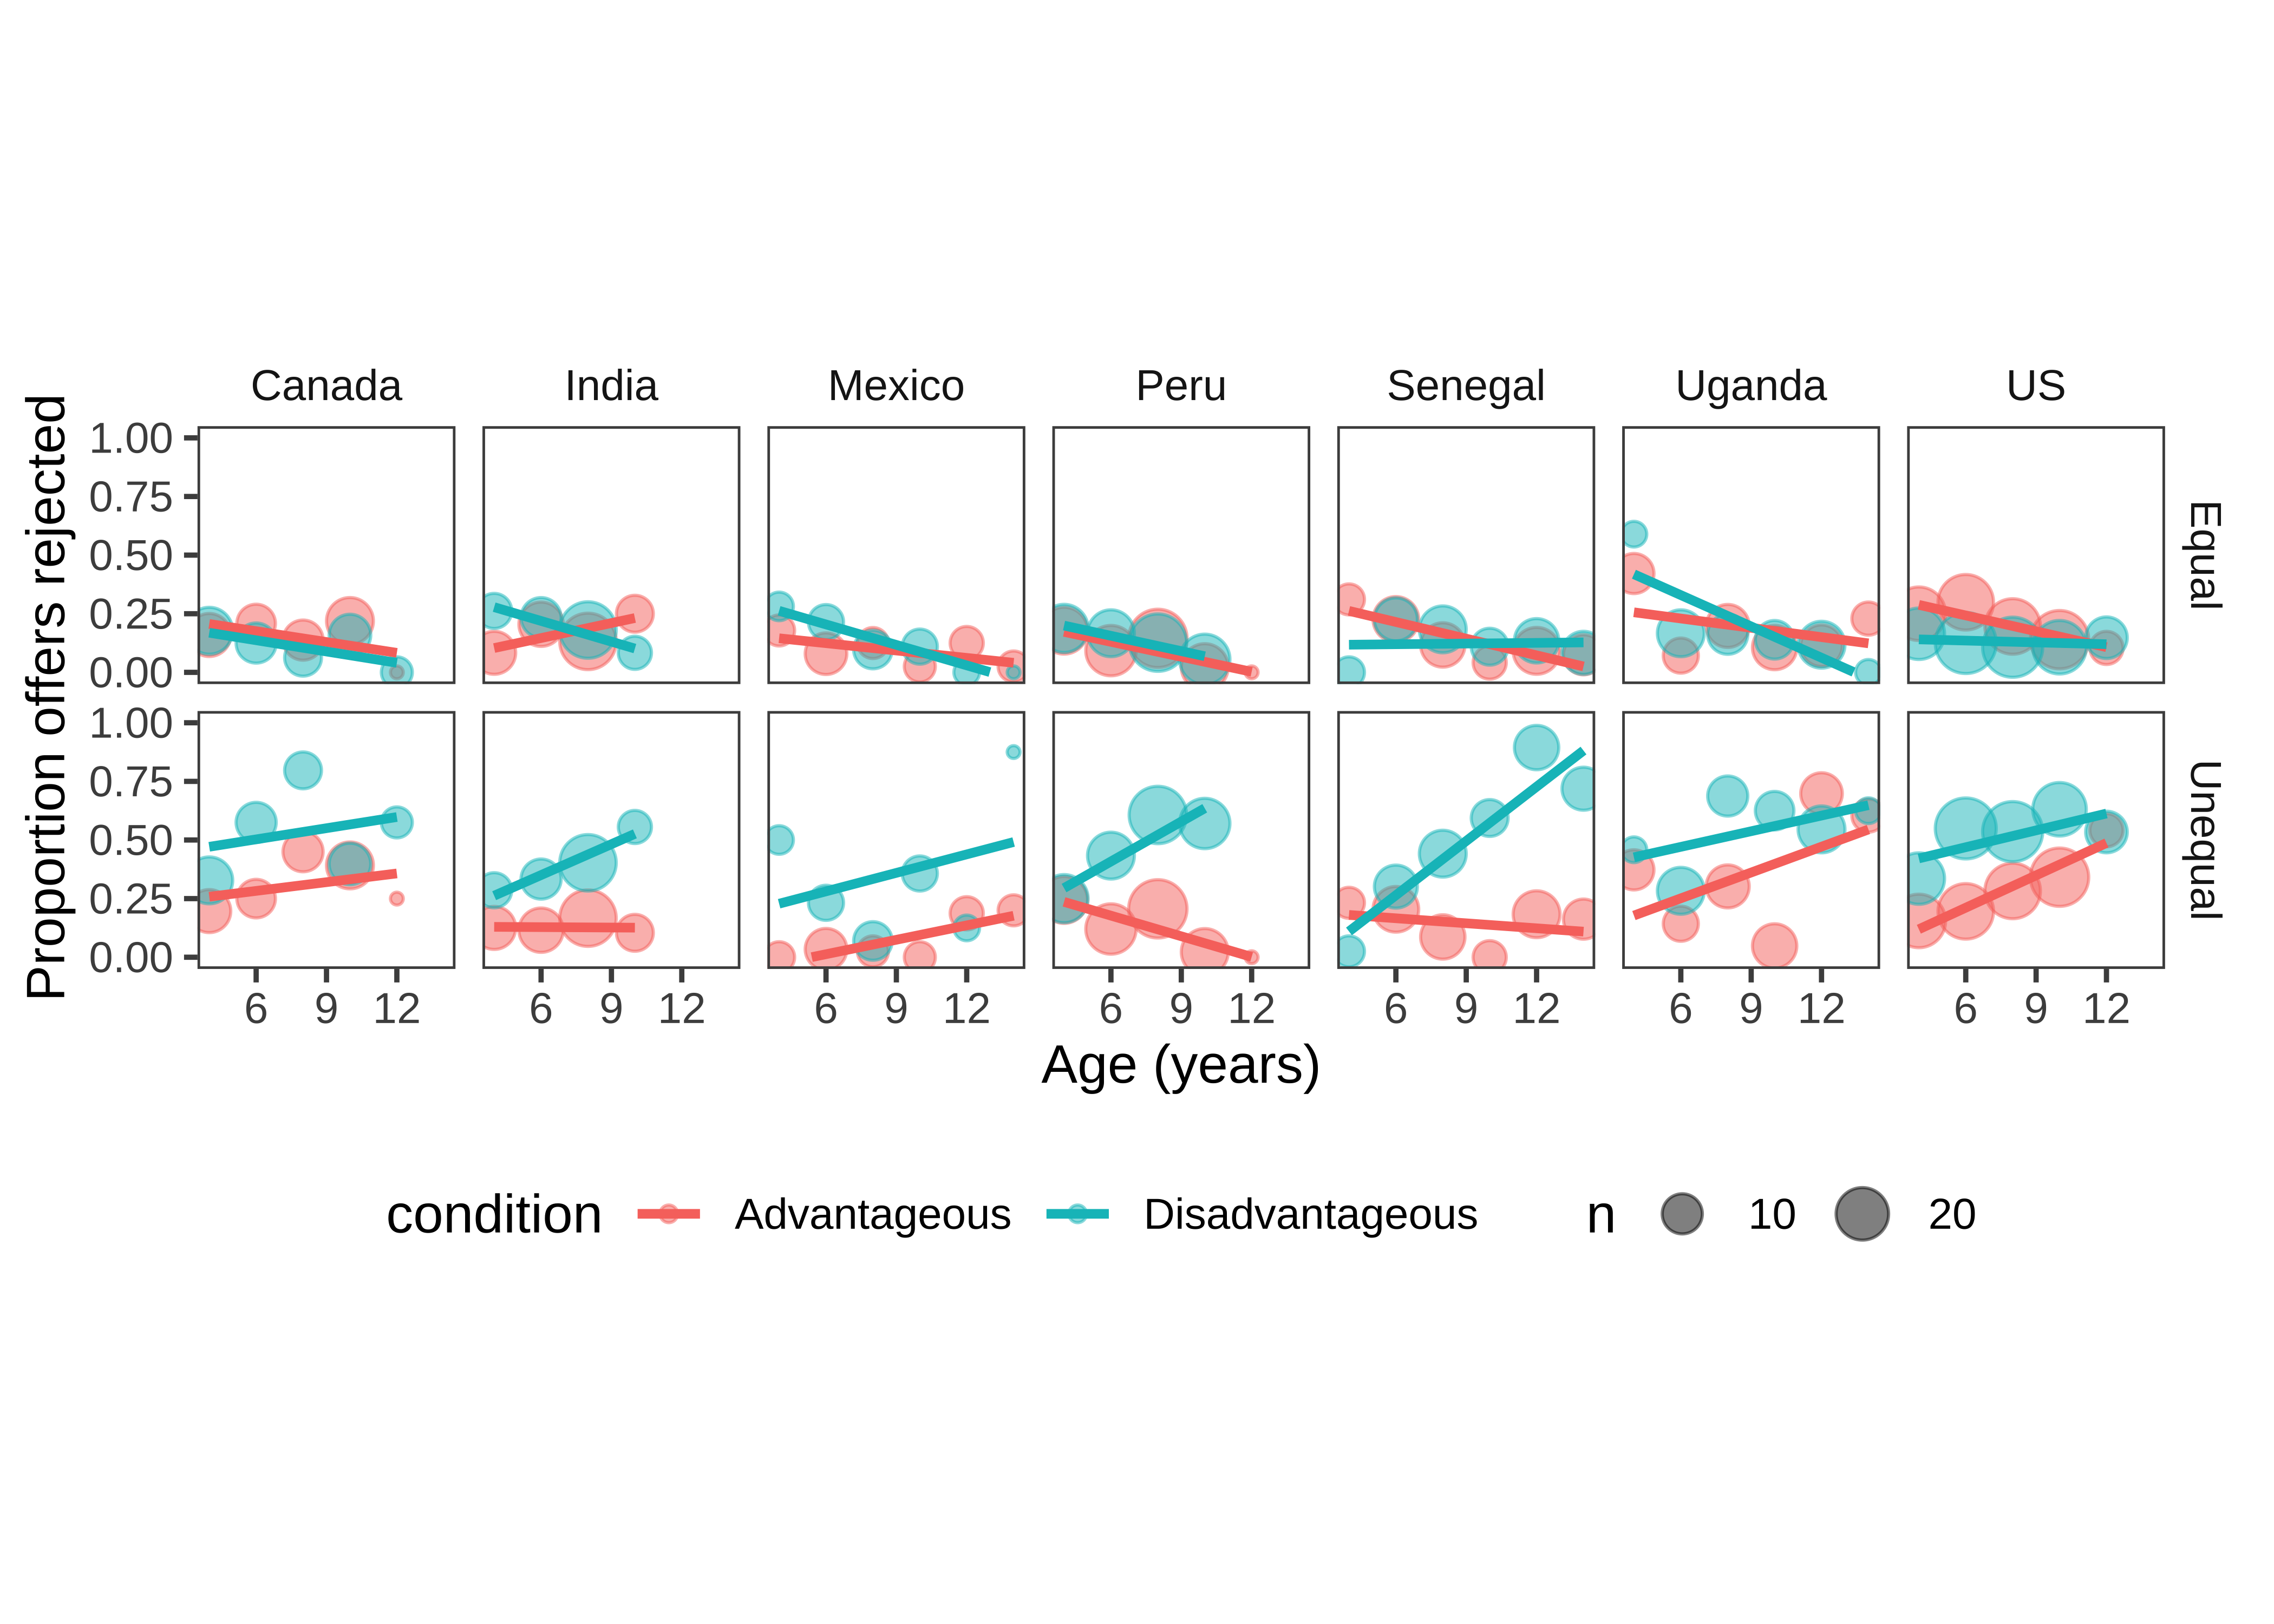 Canada India Mexico Peru Senegal Uganda US
Proportion offers rejected
1.00
0.75
0.50
0.25
0.00
Equal
1.00
0.75
0.50
0.25
0.00
Unequal
6 9 12 6 9 12 6 9 12 6 9 12 6 9 12 6 9 12 6 9 12
Age (years)
condition Advantageous Disadvantageous n 10 20